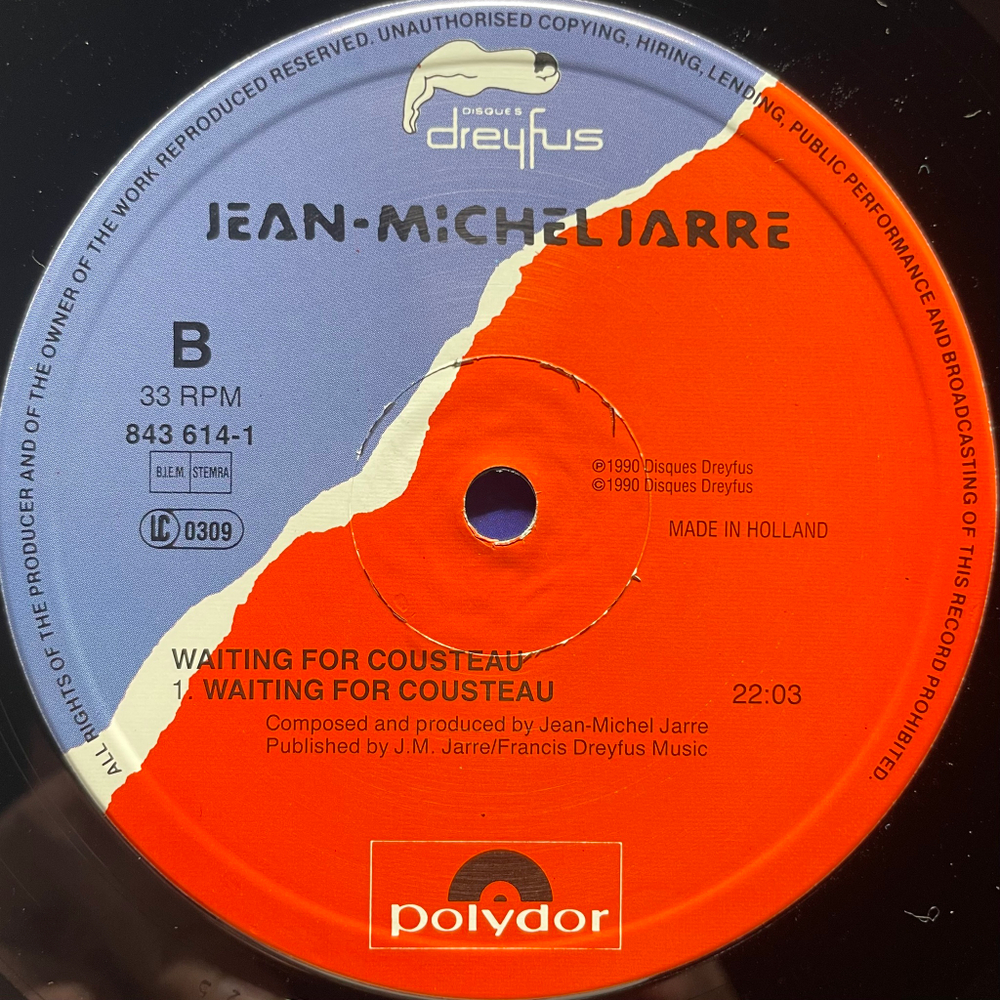 ALL RIGHTS OF THE PRODUCER AND OF THE OWNER OF THE WORK REPRODUCED RESERVED. UNAUTHORISED COPYING, HIRING, LENDING, PUBLIC PERFORMANCE AND BROADCASTING OF THIS RECORD PROHIBITED.
DISQUES
dreyfus
JEAN-MICHEL JARRE
B
33 RPM
843 614-1
B.I.E.M. STEMRA
LC 0309
℗1990 Disques Dreyfus
©1990 Disques Dreyfus
MADE IN HOLLAND
WAITING FOR COUSTEAU
1. WAITING FOR COUSTEAU 22:03
Composed and produced by Jean-Michel Jarre
Published by J.M. Jarre/Francis Dreyfus Music
polydor